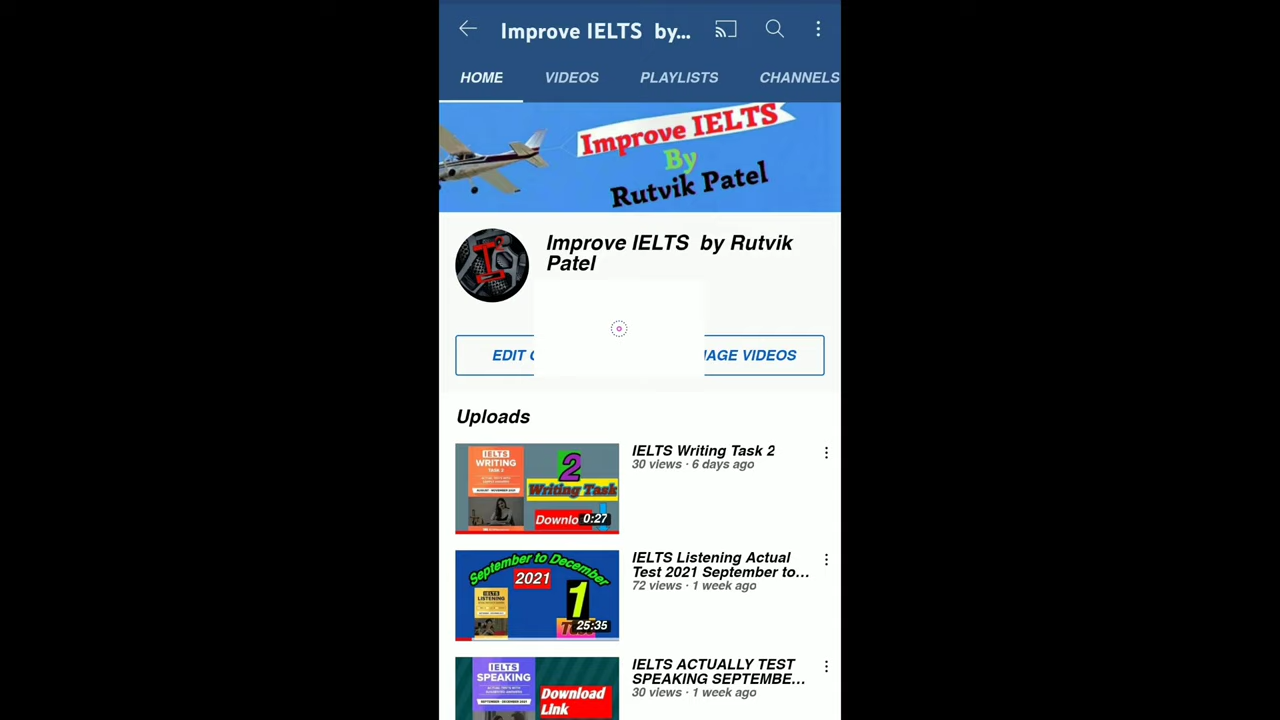 Improve IELTS by...
HOME VIDEOS PLAYLISTS CHANNELS
Improve IELTS
By
Rutvik Patel
Improve IELTS by Rutvik
Patel
EDIT
VIDEOS
Uploads
IELTS
WRITING
TASK 2
2
Writing Task
0:27
IELTS Writing Task 2
30 views · 6 days ago
September to December
2021
IELTS
LISTENING
1
25:35
IELTS Listening Actual
Test 2021 September to...
72 views · 1 week ago
IELTS
SPEAKING
Download
Link
IELTS ACTUALLY TEST
SPEAKING SEPTEMBE...
30 views · 1 week ago